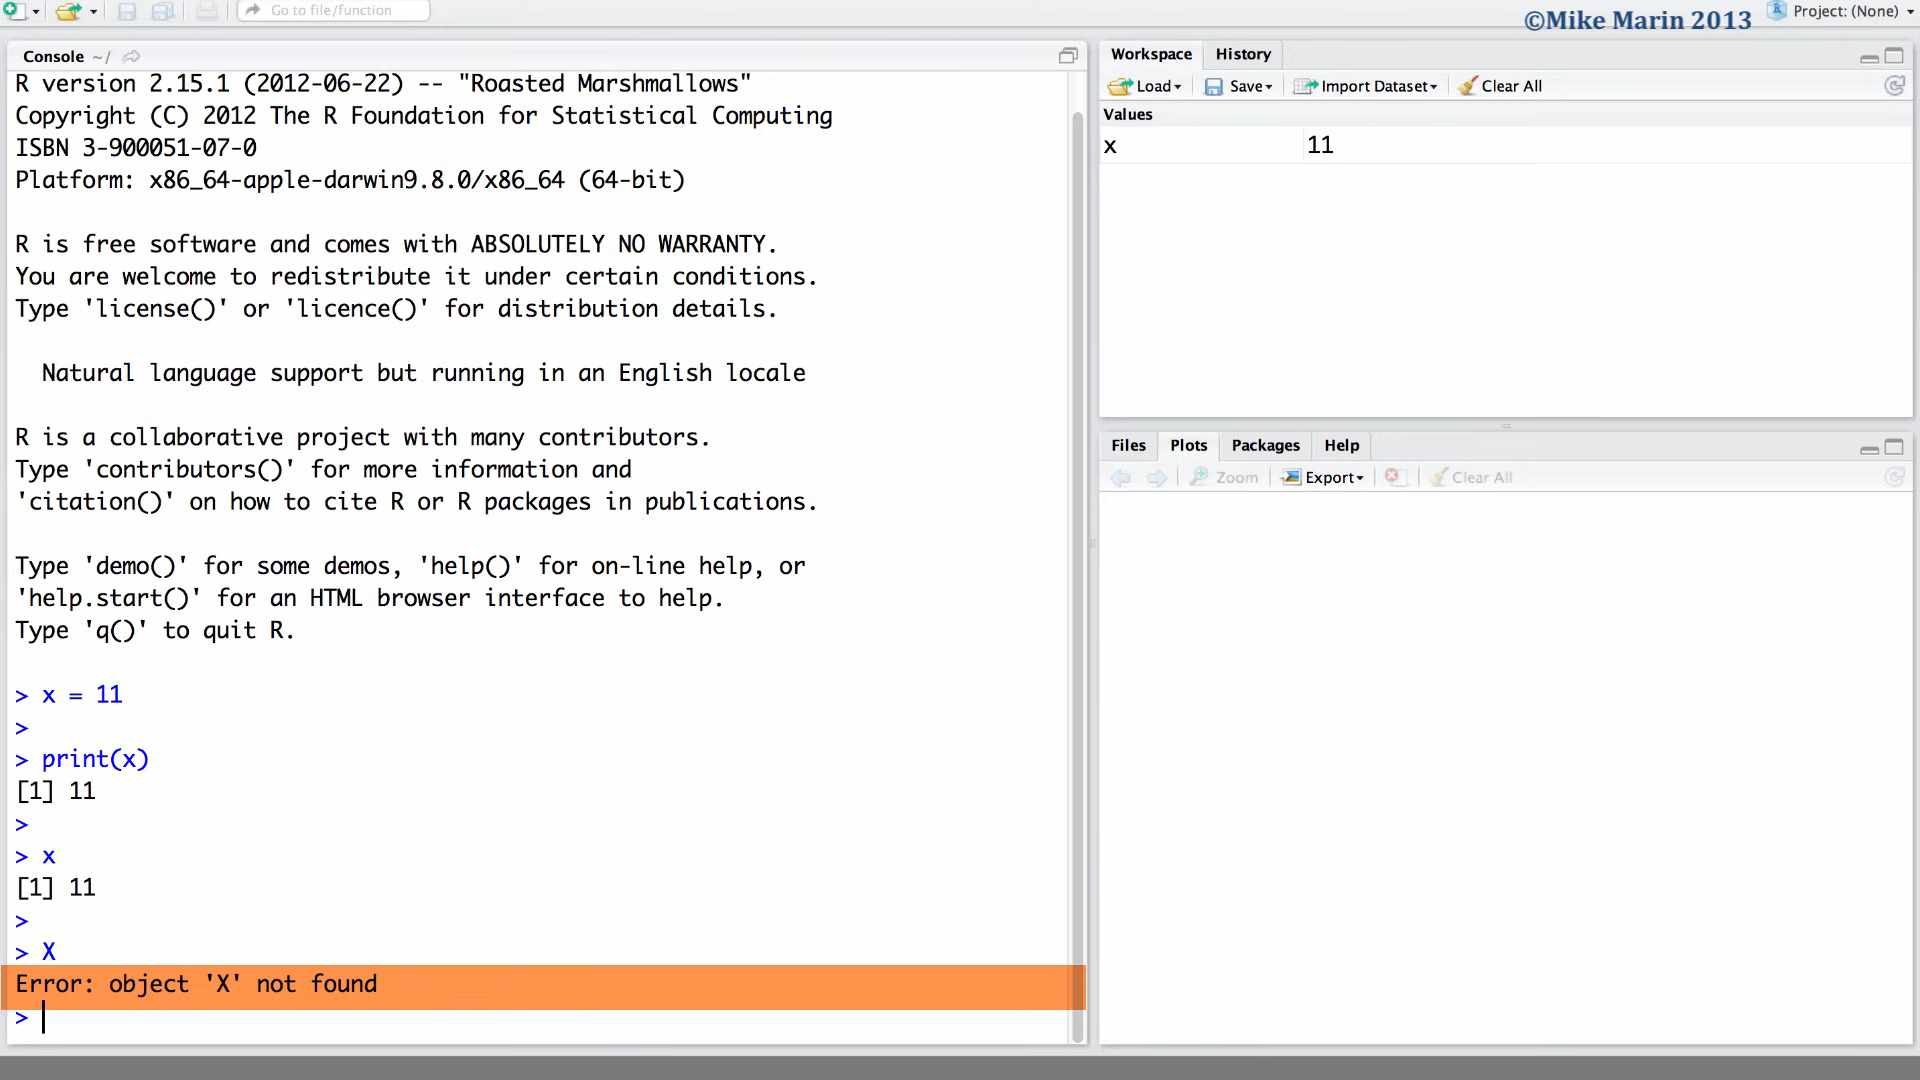 Go to file/function
©Mike Marin 2013
Project: (None)
Console ~/
R version 2.15.1 (2012-06-22) -- "Roasted Marshmallows"
Copyright (C) 2012 The R Foundation for Statistical Computing
ISBN 3-900051-07-0
Platform: x86_64-apple-darwin9.8.0/x86_64 (64-bit)
R is free software and comes with ABSOLUTELY NO WARRANTY.
You are welcome to redistribute it under certain conditions.
Type 'license()' or 'licence()' for distribution details.
Natural language support but running in an English locale
R is a collaborative project with many contributors.
Type 'contributors()' for more information and
'citation()' on how to cite R or R packages in publications.
Type 'demo()' for some demos, 'help()' for on-line help, or
'help.start()' for an HTML browser interface to help.
Type 'q()' to quit R.
> x = 11
>
> print(x)
[1] 11
>
> x
[1] 11
>
> X
Error: object 'X' not found
>
Workspace History
Load Save Import Dataset Clear All
Values
x 11
Files Plots Packages Help
Zoom Export Clear All